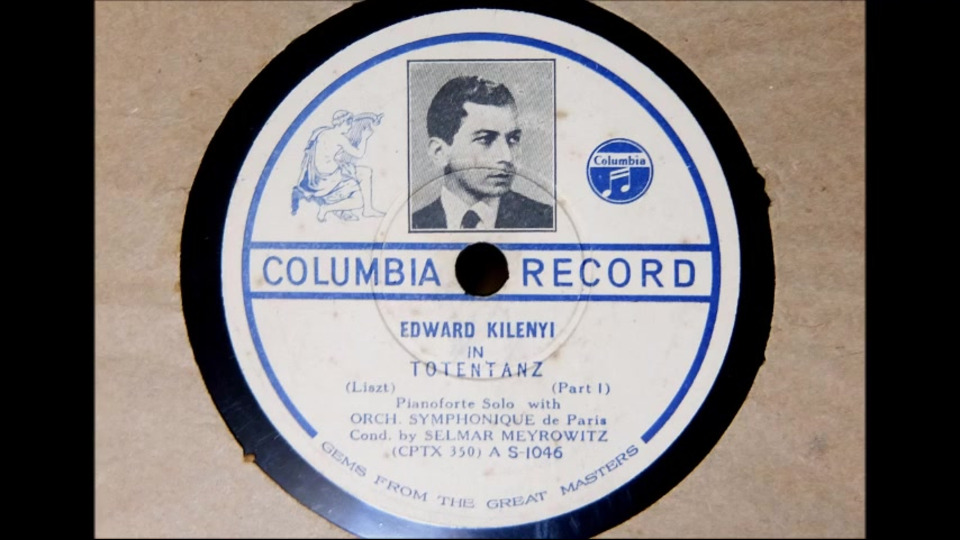 Columbia
COLUMBIA RECORD
EDWARD KILENYI
IN
TOTENTANZ
(Liszt) (Part 1)
Pianoforte Solo with
ORCH. SYMPHONIQUE de Paris
Cond. by SELMAR MEYROWITZ
(CPTX 350) A S-1046
GEMS FROM THE GREAT MASTERS